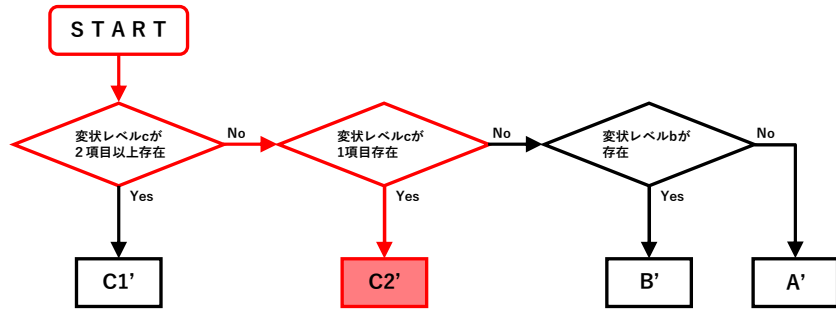 ＳＴＡＲＴ
変状レベルcが
２項目以上存在
No
変状レベルcが
1項目存在
No
変状レベルbが
存在
No
Yes
Yes
Yes
C1’
C2’
B’
A’